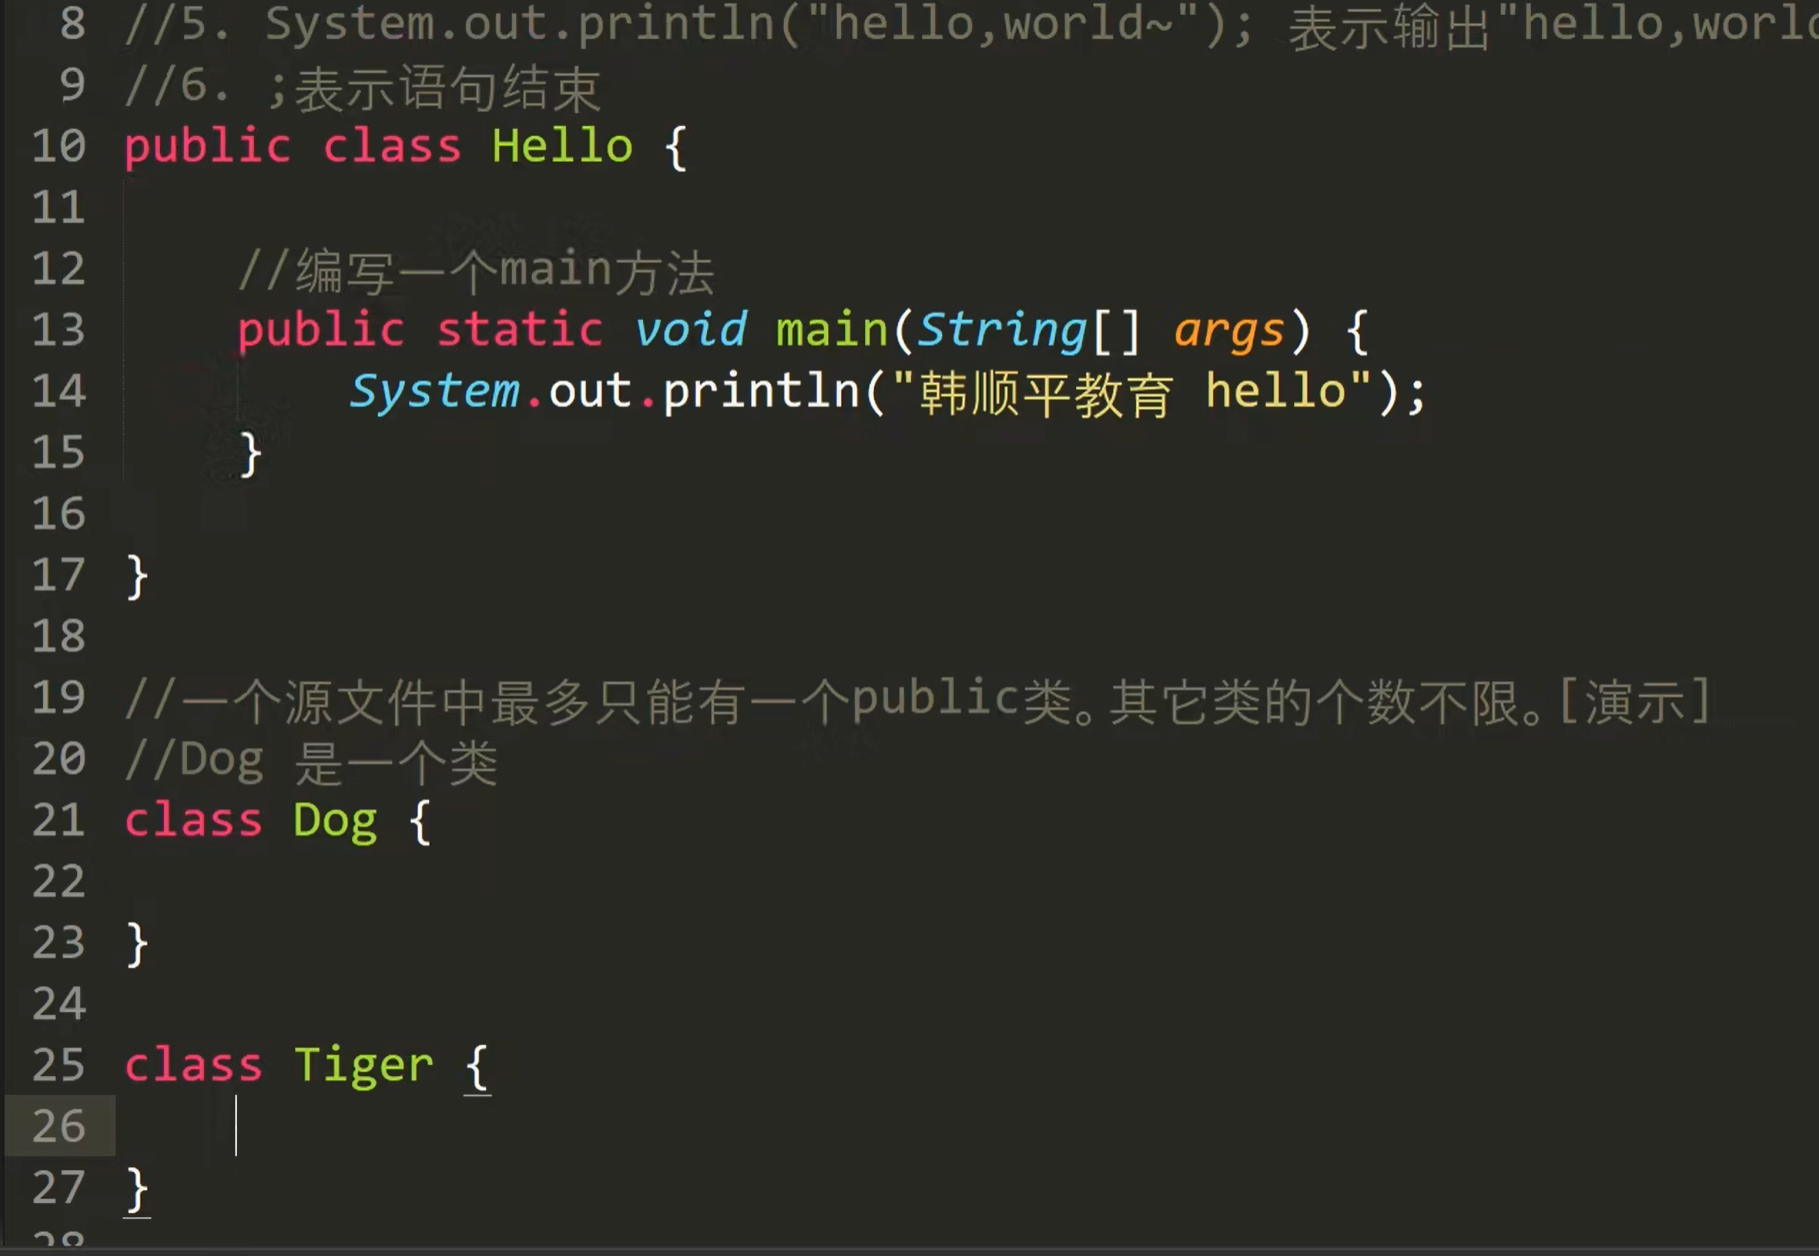 8 //5. System.out.println("hello,world~"); 表示输出"hello,worl
9 //6. ;表示语句结束
10 public class Hello {
11
12 //编写一个main方法
13 public static void main(String[] args) {
14 System.out.println("韩顺平教育 hello");
15 }
16
17 }
18
19 //一个源文件中最多只能有一个public类。其它类的个数不限。[演示]
20 //Dog 是一个类
21 class Dog {
22
23 }
24
25 class Tiger {
26
27 }
28